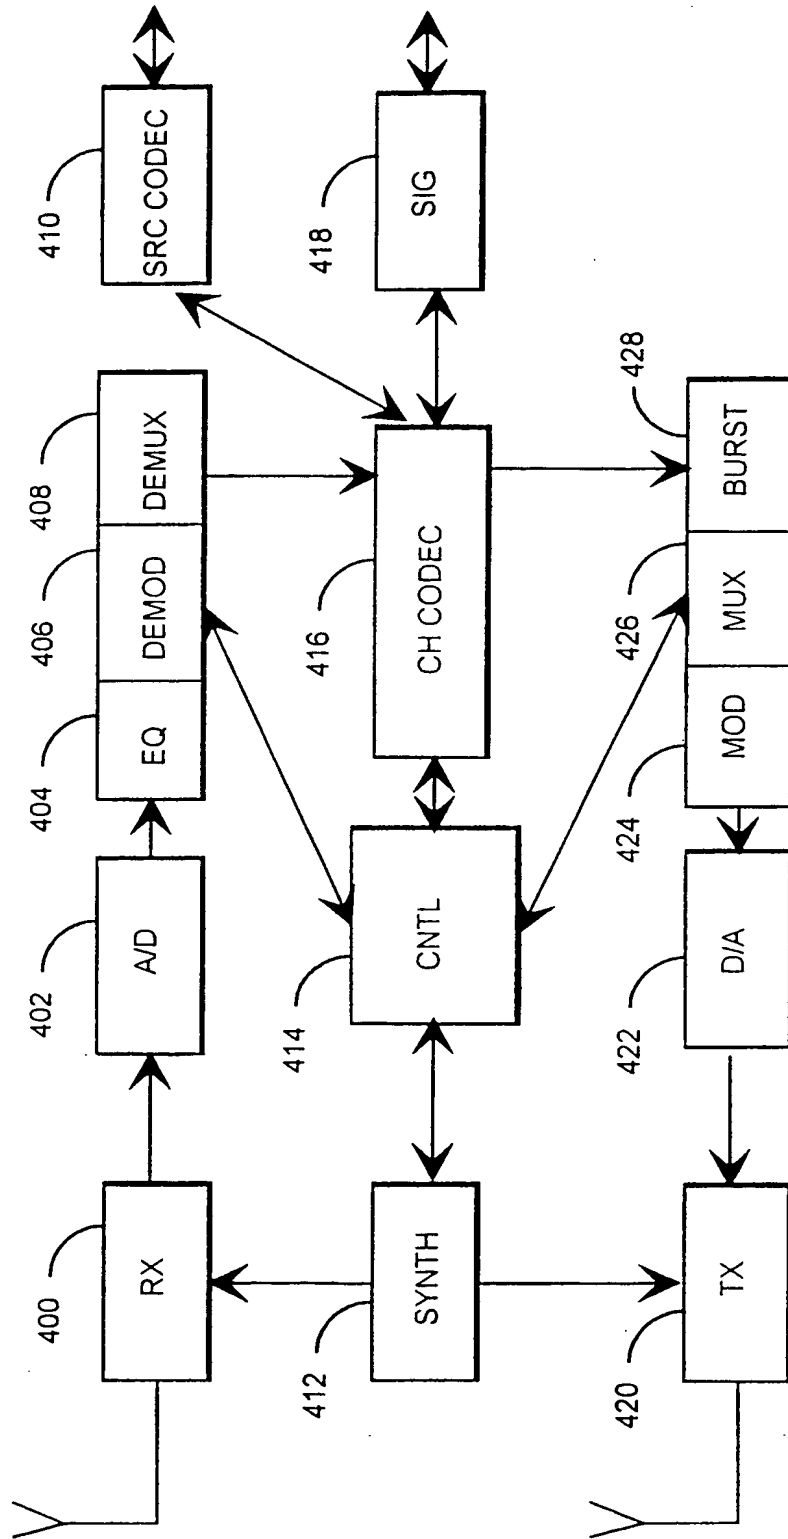 400
RX
402
A/D
404
EQ
406
DEMOD
408
DEMUX
410
SRC CODEC
412
SYNTH
414
CNTL
416
CH CODEC
418
SIG
420
TX
422
D/A
424
MOD
426
MUX
428
BURST